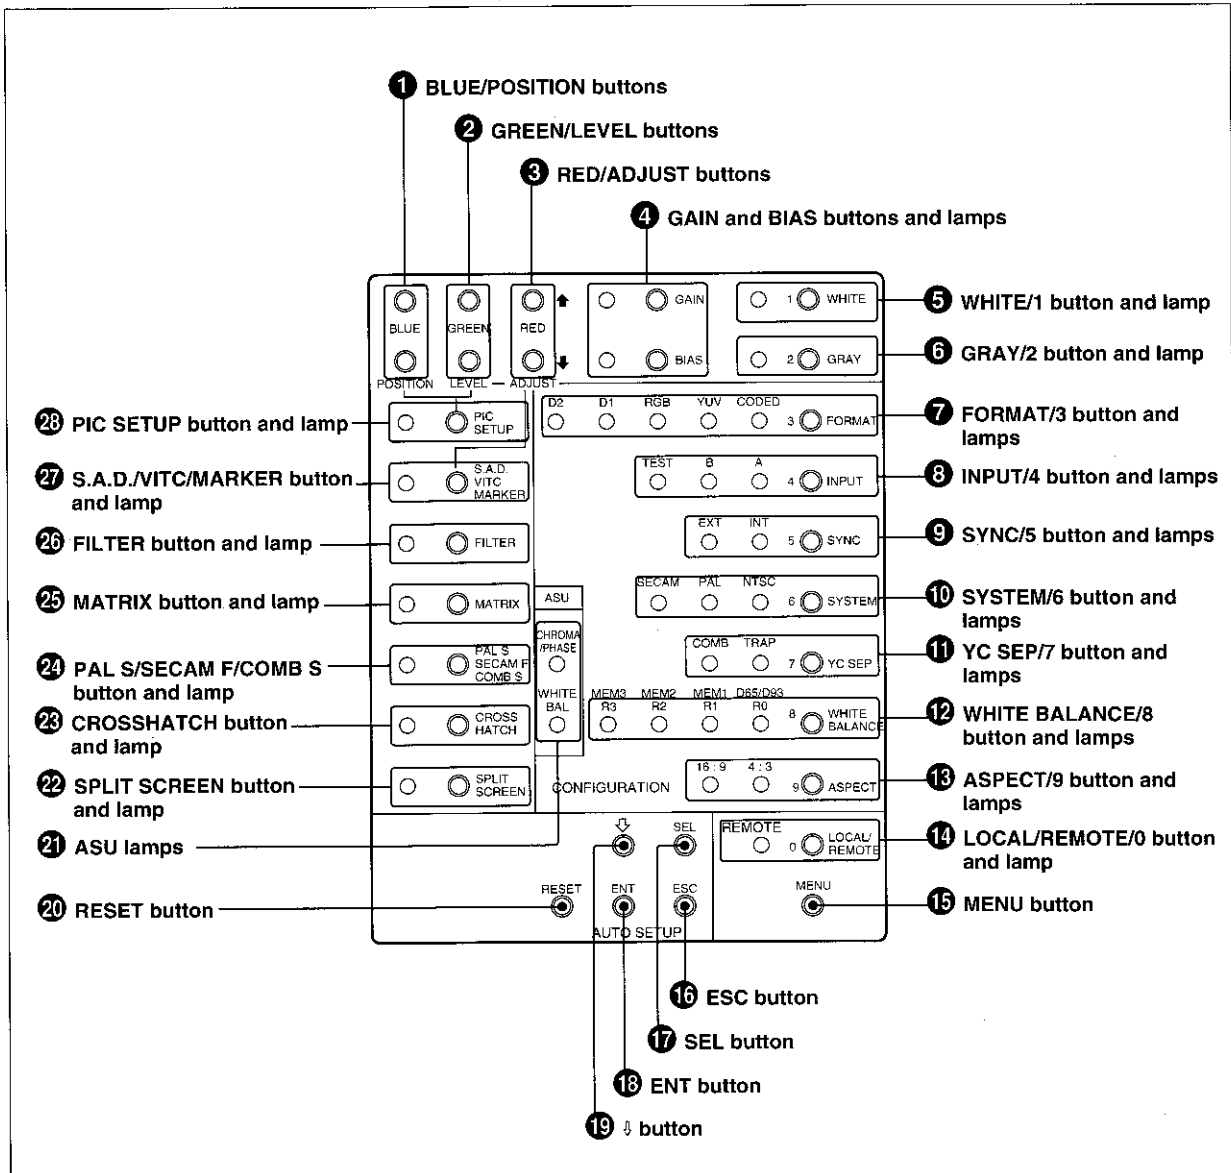 1 BLUE/POSITION buttons
2 GREEN/LEVEL buttons
3 RED/ADJUST buttons
4 GAIN and BIAS buttons and lamps
BLUE
GREEN
RED
GAIN
BIAS
POSITION
LEVEL
ADJUST
1 WHITE
2 GRAY
D2 D1 RGB YUV CODED
3 FORMAT
TEST B A
4 INPUT
EXT INT
5 SYNC
SECAM PAL NTSC
6 SYSTEM
COMB TRAP
7 YC SEP
MEM3 MEM2 MEM1 D65/D93
R3 R2 R1 R0
8 WHITE
BALANCE
16:9 4:3
9 ASPECT
CONFIGURATION
REMOTE
0 LOCAL/
REMOTE
MENU
PIC
SETUP
S.A.D.
VITC
MARKER
FILTER
MATRIX
PAL S
SECAM F
COMB S
CROSS
HATCH
SPLIT
SCREEN
ASU
CHROMA
/PHASE
WHITE
BAL
⇩
SEL
RESET
ENT
ESC
AUTO SETUP
5 WHITE/1 button and lamp
6 GRAY/2 button and lamp
7 FORMAT/3 button and
lamps
8 INPUT/4 button and lamps
9 SYNC/5 button and lamps
10 SYSTEM/6 button and
lamps
11 YC SEP/7 button and
lamps
12 WHITE BALANCE/8
button and lamps
13 ASPECT/9 button and
lamps
14 LOCAL/REMOTE/0 button
and lamp
15 MENU button
16 ESC button
17 SEL button
18 ENT button
19 ⇩ button
20 RESET button
21 ASU lamps
22 SPLIT SCREEN button
and lamp
23 CROSSHATCH button
and lamp
24 PAL S/SECAM F/COMB S
button and lamp
25 MATRIX button and lamp
26 FILTER button and lamp
27 S.A.D./VITC/MARKER button
and lamp
28 PIC SETUP button and lamp